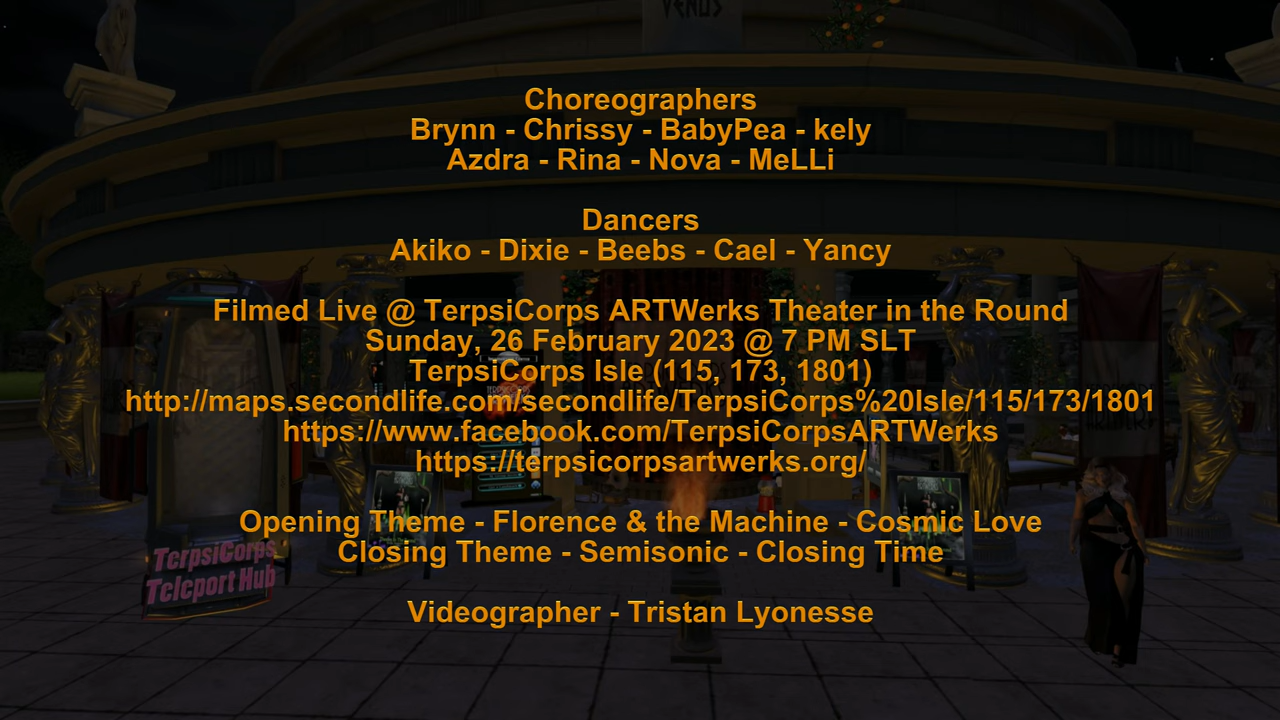 VENUS
Choreographers
Brynn - Chrissy - BabyPea - kely
Azdra - Rina - Nova - MeLLi
Dancers
Akiko - Dixie - Beebs - Cael - Yancy
Filmed Live @ TerpsiCorps ARTWerks Theater in the Round
Sunday, 26 February 2023 @ 7 PM SLT
TerpsiCorps Isle (115, 173, 1801)
http://maps.secondlife.com/secondlife/TerpsiCorps%20Isle/115/173/1801
https://www.facebook.com/TerpsiCorpsARTWerks
https://terpsicorpsartwerks.org/
Opening Theme - Florence & the Machine - Cosmic Love
Closing Theme - Semisonic - Closing Time
TerpsiCorps
Teleport Hub
Videographer - Tristan Lyonesse